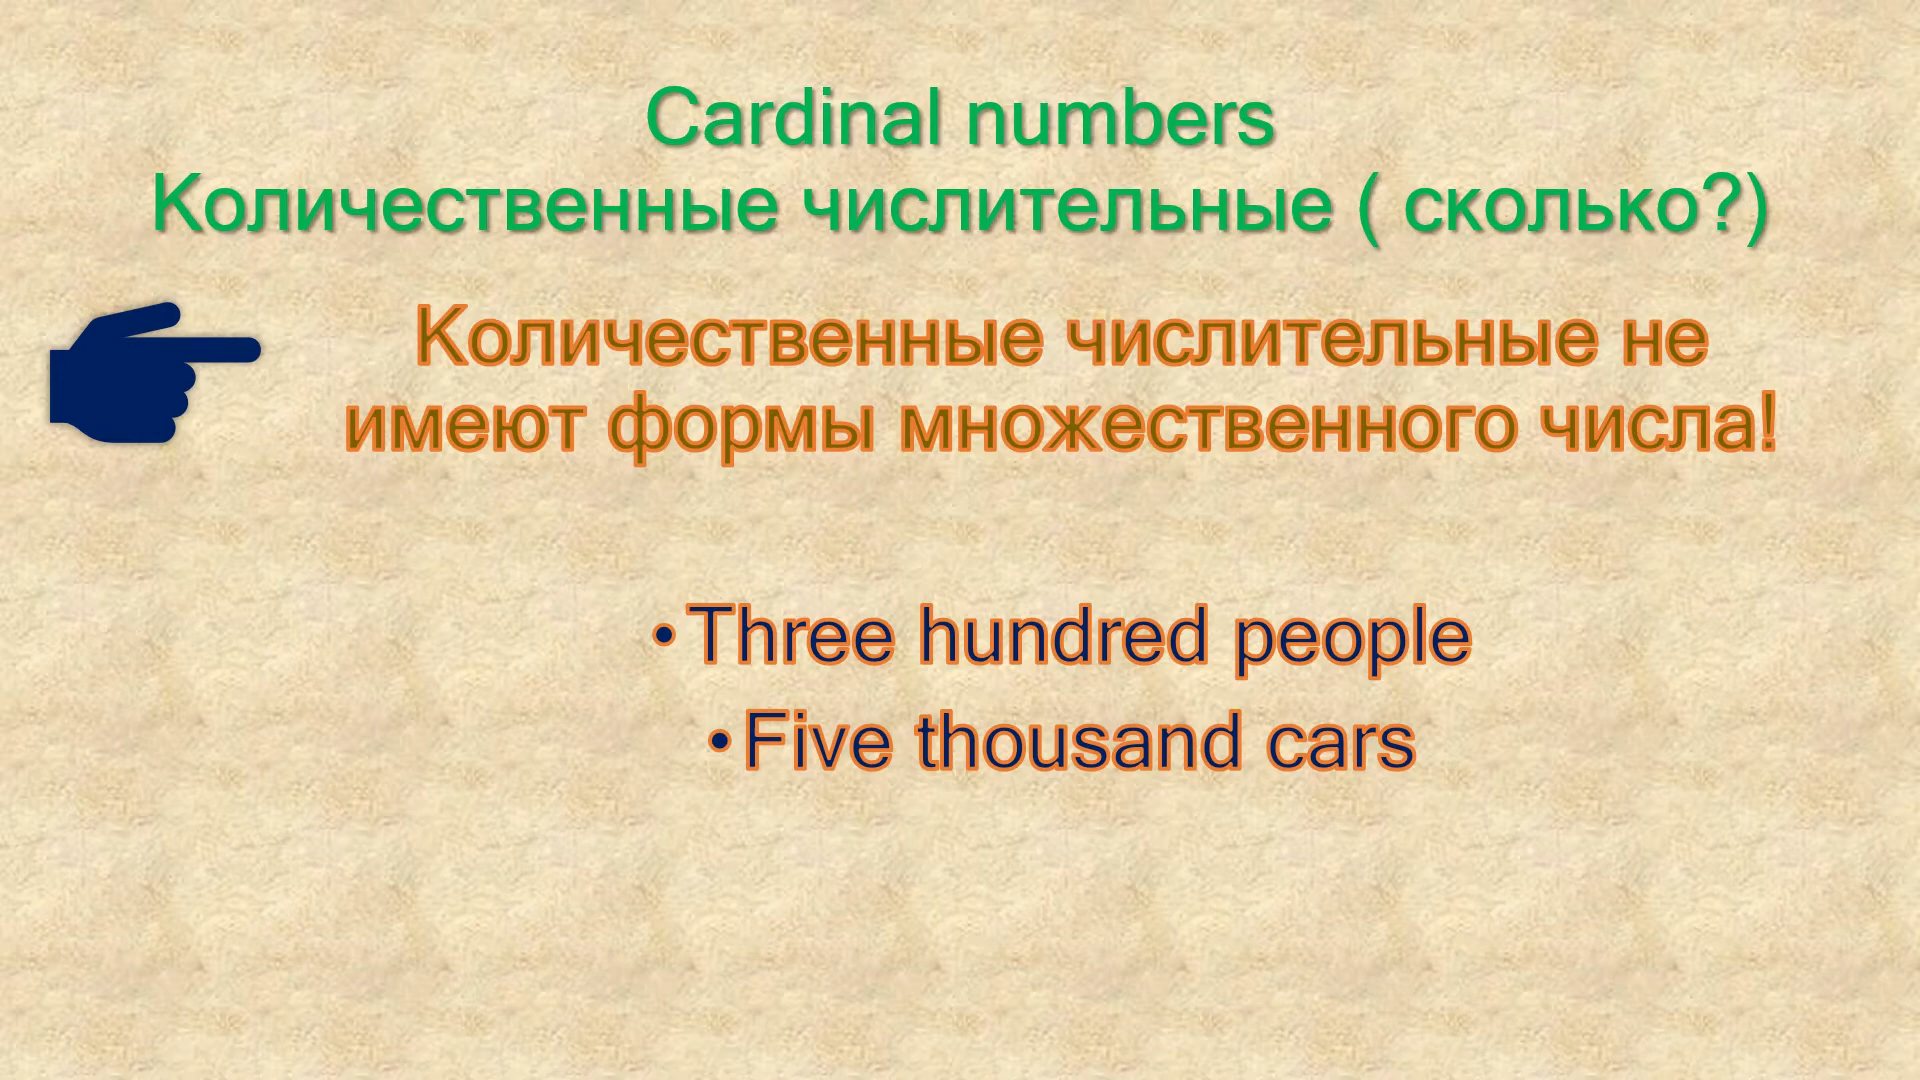 Cardinal numbers
Количественные числительные ( сколько?)
Количественные числительные не
имеют формы множественного числа!
• Three hundred people
• Five thousand cars